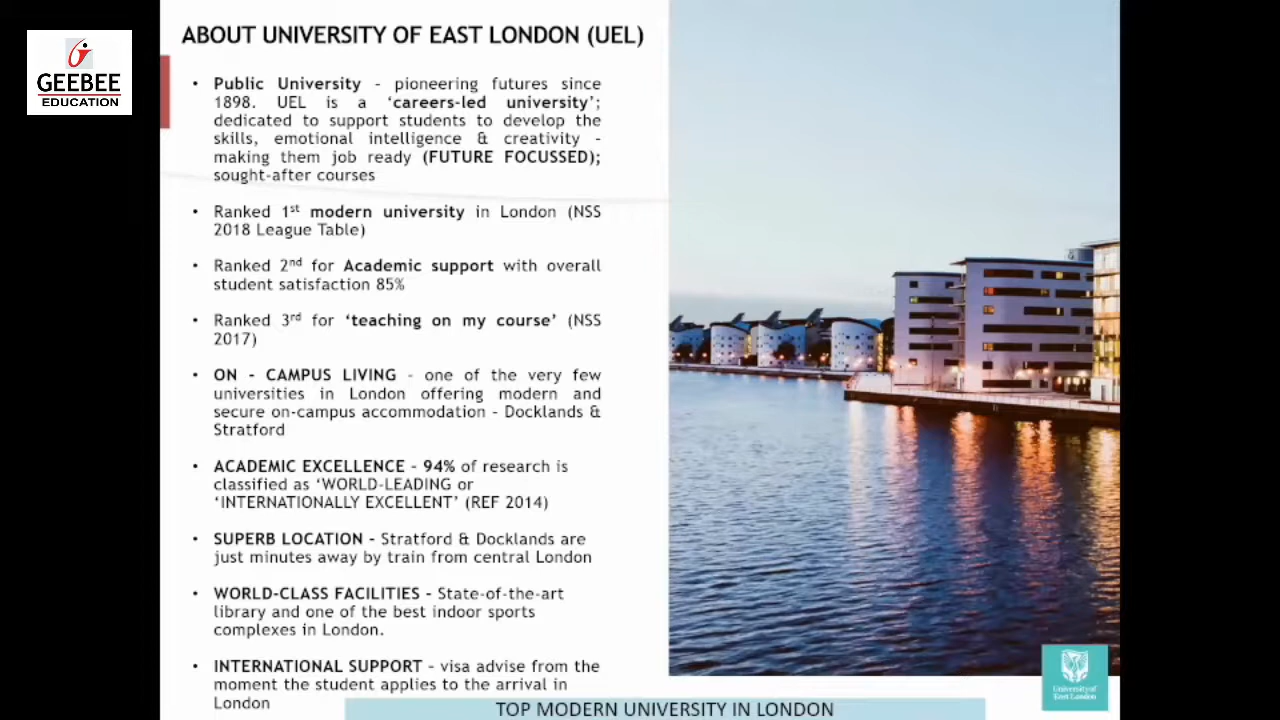 GEEBEE
EDUCATION
ABOUT UNIVERSITY OF EAST LONDON (UEL)
• Public University – pioneering futures since
1898. UEL is a ‘careers-led university’;
dedicated to support students to develop the
skills, emotional intelligence & creativity –
making them job ready (FUTURE FOCUSSED);
sought-after courses
• Ranked 1st modern university in London (NSS
2018 League Table)
• Ranked 2nd for Academic support with overall
student satisfaction 85%
• Ranked 3rd for ‘teaching on my course’ (NSS
2017)
• ON – CAMPUS LIVING – one of the very few
universities in London offering modern and
secure on-campus accommodation – Docklands &
Stratford
• ACADEMIC EXCELLENCE – 94% of research is
classified as ‘WORLD-LEADING or
‘INTERNATIONALLY EXCELLENT’ (REF 2014)
• SUPERB LOCATION – Stratford & Docklands are
just minutes away by train from central London
• WORLD-CLASS FACILITIES – State-of-the-art
library and one of the best indoor sports
complexes in London.
• INTERNATIONAL SUPPORT – visa advise from the
moment the student applies to the arrival in
London
TOP MODERN UNIVERSITY IN LONDON
University of
East London